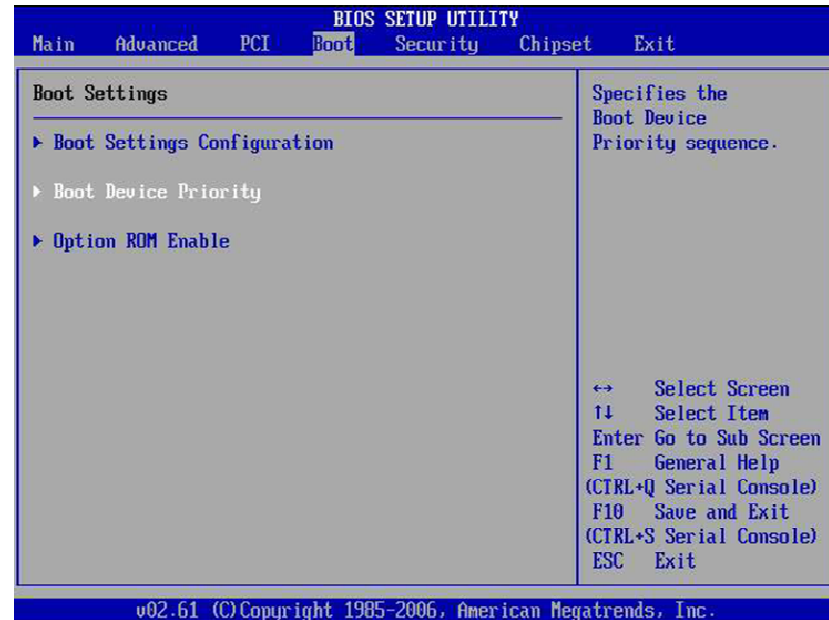 BIOS SETUP UTILITY
Main Advanced PCI Boot Security Chipset Exit
Boot Settings
▶ Boot Settings Configuration
▶ Boot Device Priority
▶ Option ROM Enable
Specifies the
Boot Device
Priority sequence.
↔ Select Screen
↑↓ Select Item
Enter Go to Sub Screen
F1 General Help
(CTRL+Q Serial Console)
F10 Save and Exit
(CTRL+S Serial Console)
ESC Exit
v02.61 (C)Copyright 1985-2006, American Megatrends, Inc.